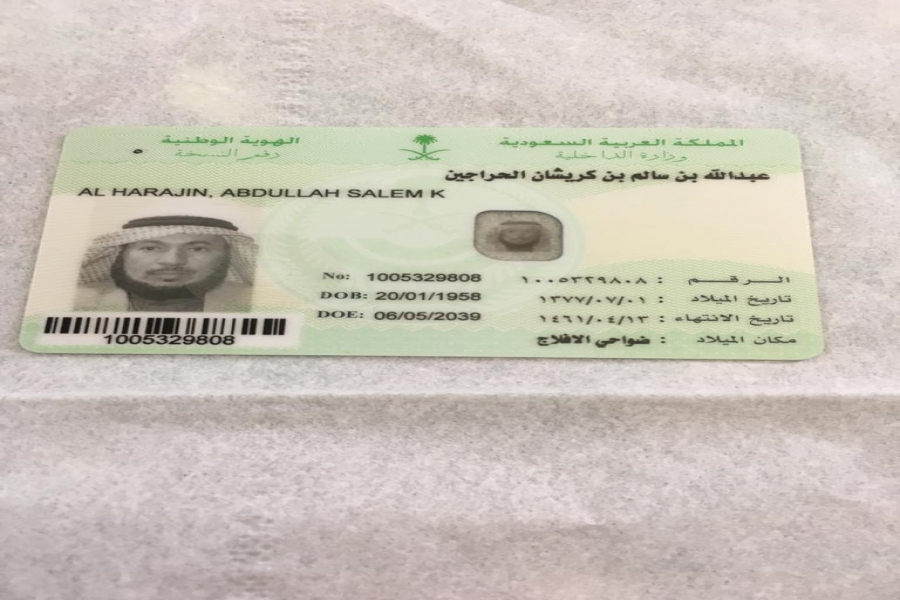 المملكة العربية السعودية
وزارة الداخلية
الهوية الوطنية
رقم النسخة ٥
عبدالله بن سالم بن كريشان الحراجين
AL HARAJIN, ABDULLAH SALEM K
الرقم : ١٠٠٥٣٢٩٨٠٨
No: 1005329808
تاريخ الميلاد : ١٣٧٧/٠٧/٠١
DOB: 20/01/1958
تاريخ الانتهاء : ١٤٦١/٠٤/١٣
DOE: 06/05/2039
مكان الميلاد : ضواحي الافلاج
1005329808